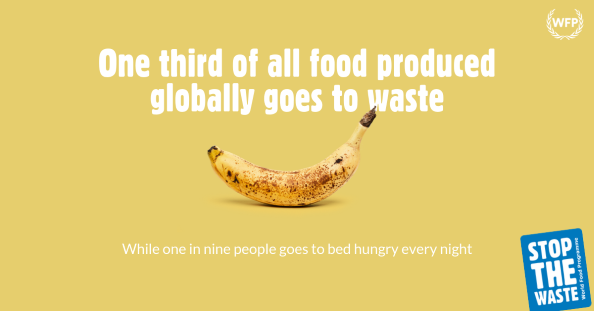 WFP
One third of all food produced
globally goes to waste
While one in nine people goes to bed hungry every night
STOP
THE
WASTE
World Food Programme